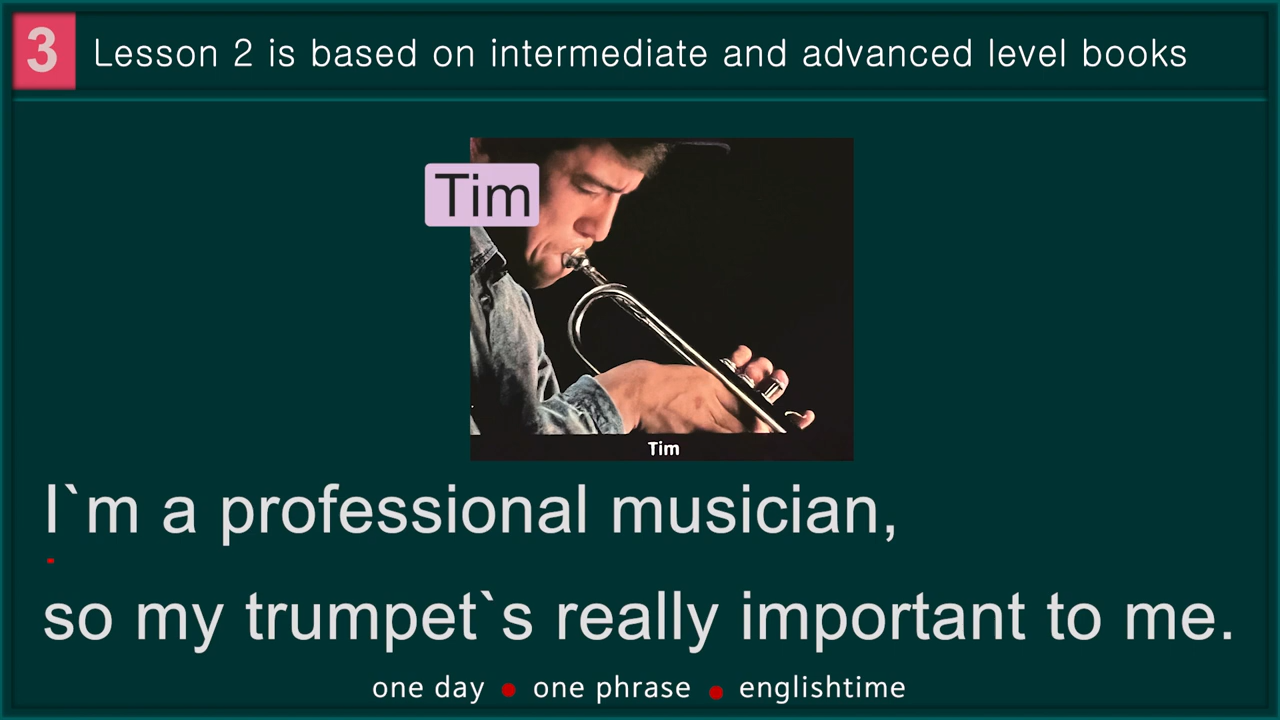 3 Lesson 2 is based on intermediate and advanced level books
Tim
Tim
I`m a professional musician,
so my trumpet`s really important to me.
one day • one phrase • englishtime